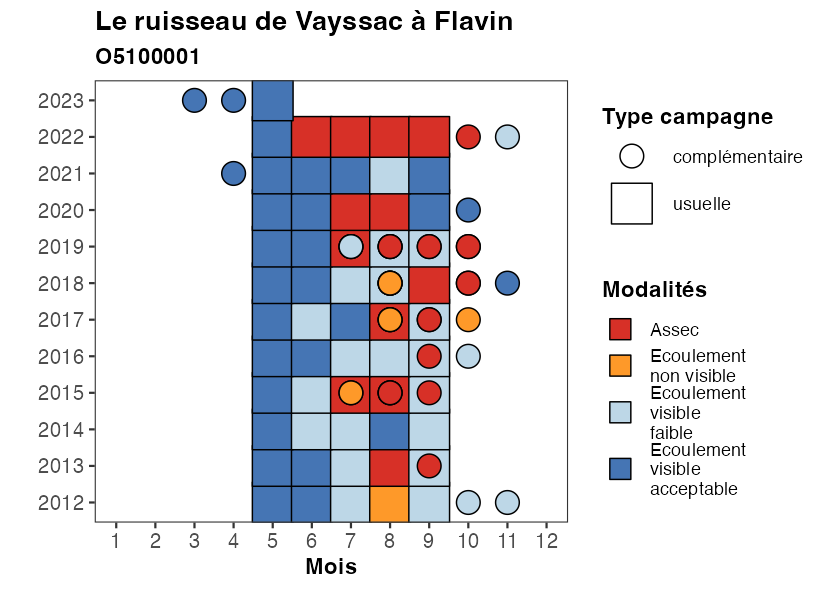 Le ruisseau de Vayssac à Flavin
O5100001
2023
2022
2021
2020
2019
2018
2017
2016
2015
2014
2013
2012
1 2 3 4 5 6 7 8 9 10 11 12
Mois
Type campagne
complémentaire
usuelle
Modalités
Assec
Ecoulement
non visible
Ecoulement
visible
faible
Ecoulement
visible
acceptable